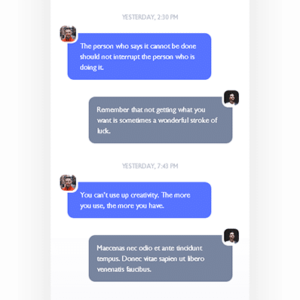 YESTERDAY, 2:30 PM
The person who says it cannot be done
should not interrupt the person who is
doing it.
Remember that not getting what you
want is sometimes a wonderful stroke of
luck.
YESTERDAY, 7:43 PM
You can't use up creativity. The more
you use, the more you have.
Maecenas nec odio et ante tincidunt
tempus. Donec vitae sapien ut libero
venenatis faucibus.